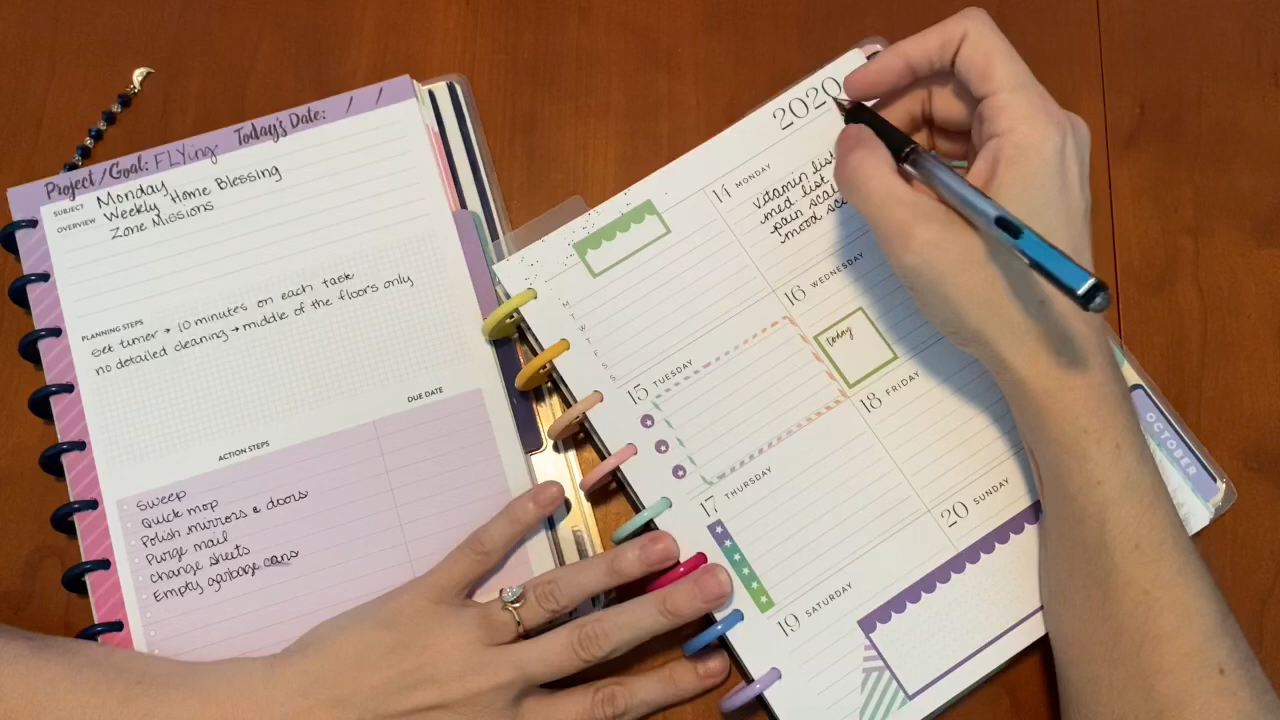 Project/Goal: FLYing Today's Date: / /
SUBJECT Monday
OVERVIEW Weekly Home Blessing
Zone Missions
PLANNING STEPS
set timer → 10 minutes on each task
no detailed cleaning → middle of the floors only
ACTION STEPS DUE DATE
Sweep
Quick mop
Polish mirrors & doors
Purge mail
change sheets
Empty garbage cans
2020
14 MONDAY
vitamin list
med. list
pain
mood
M
T
W
T
F
S
S
15 TUESDAY
16 WEDNESDAY
today
17 THURSDAY
18 FRIDAY
19 SATURDAY
20 SUNDAY
OCTOBER